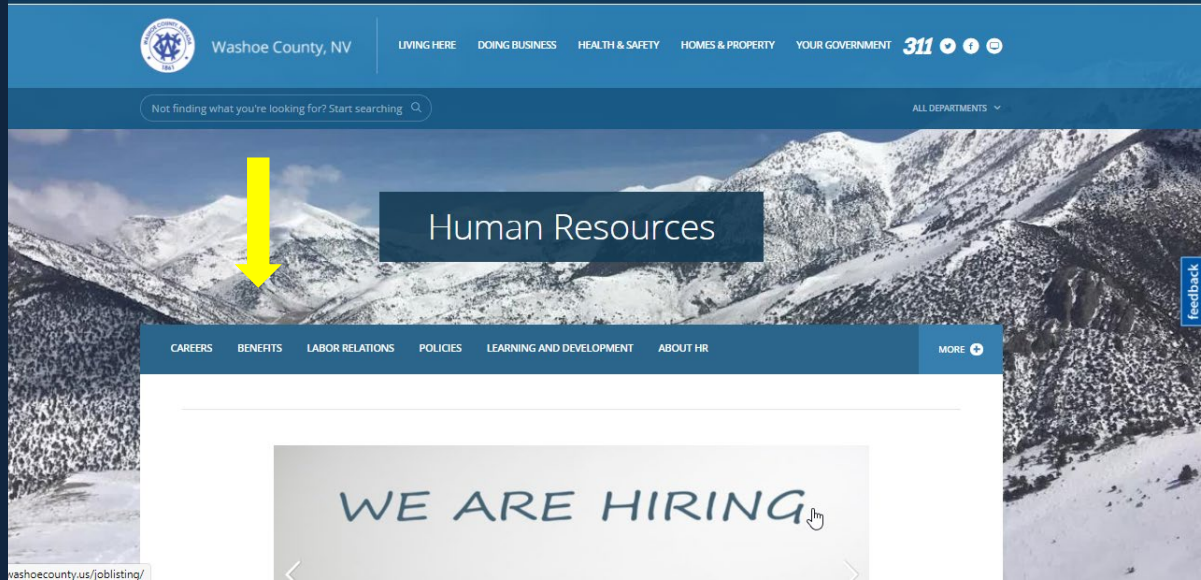 Washoe County, NV
LIVING HERE DOING BUSINESS HEALTH & SAFETY HOMES & PROPERTY YOUR GOVERNMENT 311
Not finding what you're looking for? Start searching
ALL DEPARTMENTS
Human Resources
feedback
CAREERS BENEFITS LABOR RELATIONS POLICIES LEARNING AND DEVELOPMENT ABOUT HR MORE
WE ARE HIRING
washoecounty.us/joblisting/